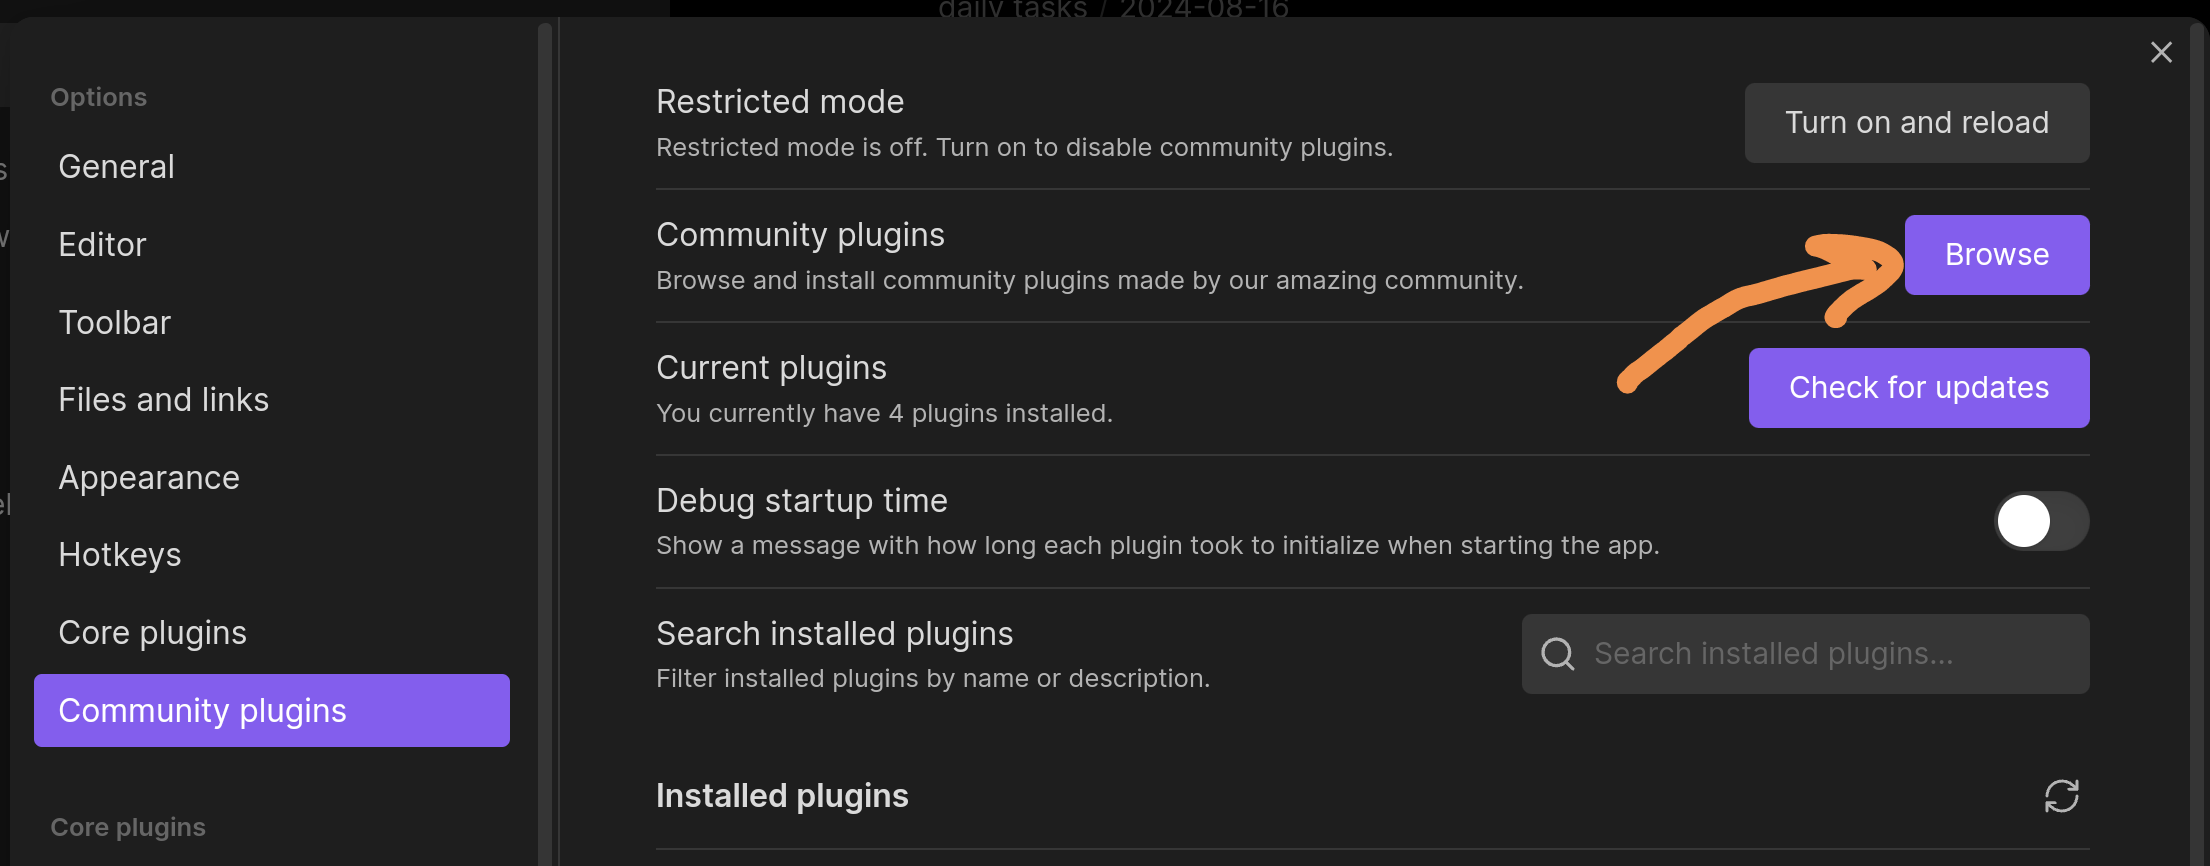 daily tasks / 2024-08-16
Options
General
Editor
Toolbar
Files and links
Appearance
Hotkeys
Core plugins
Community plugins
Core plugins
Restricted mode
Restricted mode is off. Turn on to disable community plugins.
Turn on and reload
Community plugins
Browse and install community plugins made by our amazing community.
Browse
Current plugins
You currently have 4 plugins installed.
Check for updates
Debug startup time
Show a message with how long each plugin took to initialize when starting the app.
Search installed plugins
Filter installed plugins by name or description.
Search installed plugins...
Installed plugins